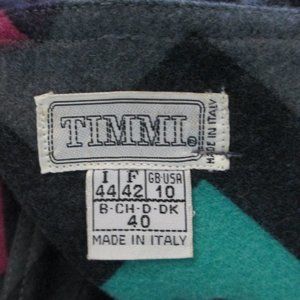 TIMMI®
MADE IN ITALY
I F GB·USA
44 42 10
B·CH·D·DK
40
MADE IN ITALY